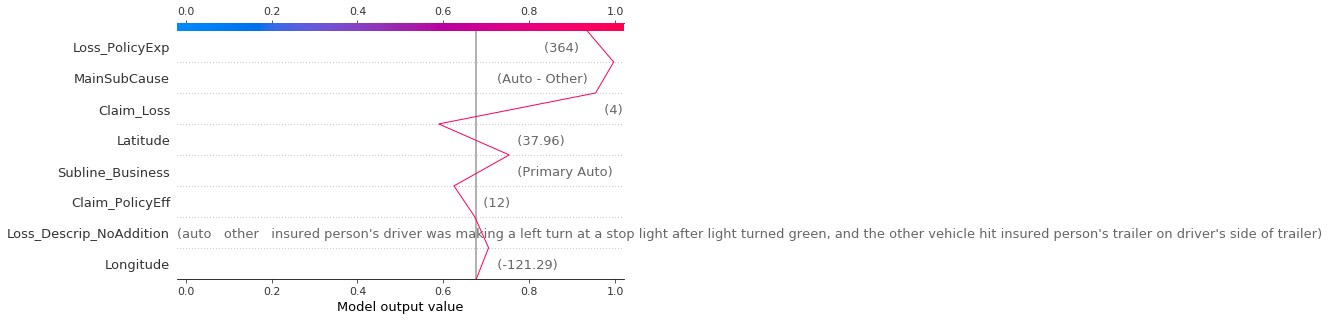 0.0 0.2 0.4 0.6 0.8 1.0
Loss_PolicyExp (364)
MainSubCause (Auto - Other)
Claim_Loss (4)
Latitude (37.96)
Subline_Business (Primary Auto)
Claim_PolicyEff (12)
Loss_Descrip_NoAddition (auto other insured person's driver was making a left turn at a stop light after light turned green, and the other vehicle hit insured person's trailer on driver's side of trailer)
Longitude (-121.29)
0.0 0.2 0.4 0.6 0.8 1.0
Model output value